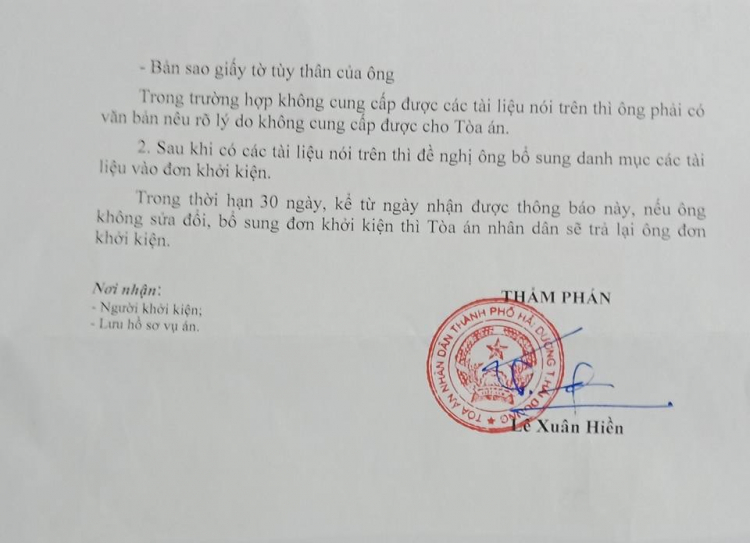 - Bản sao giấy tờ tùy thân của ông
Trong trường hợp không cung cấp được các tài liệu nói trên thì ông phải có
văn bản nêu rõ lý do không cung cấp được cho Tòa án.
2. Sau khi có các tài liệu nói trên thì đề nghị ông bổ sung danh mục các tài
liệu vào đơn khởi kiện.
Trong thời hạn 30 ngày, kể từ ngày nhận được thông báo này, nếu ông
không sửa đổi, bổ sung đơn khởi kiện thì Tòa án nhân dân sẽ trả lại ông đơn
khởi kiện.
Nơi nhận:
- Người khởi kiện;
- Lưu hồ sơ vụ án.
THẨM PHÁN
TÒA ÁN NHÂN DÂN THÀNH PHỐ HẢI DƯƠNG T.HẢI DƯƠNG
Lê Xuân Hiền